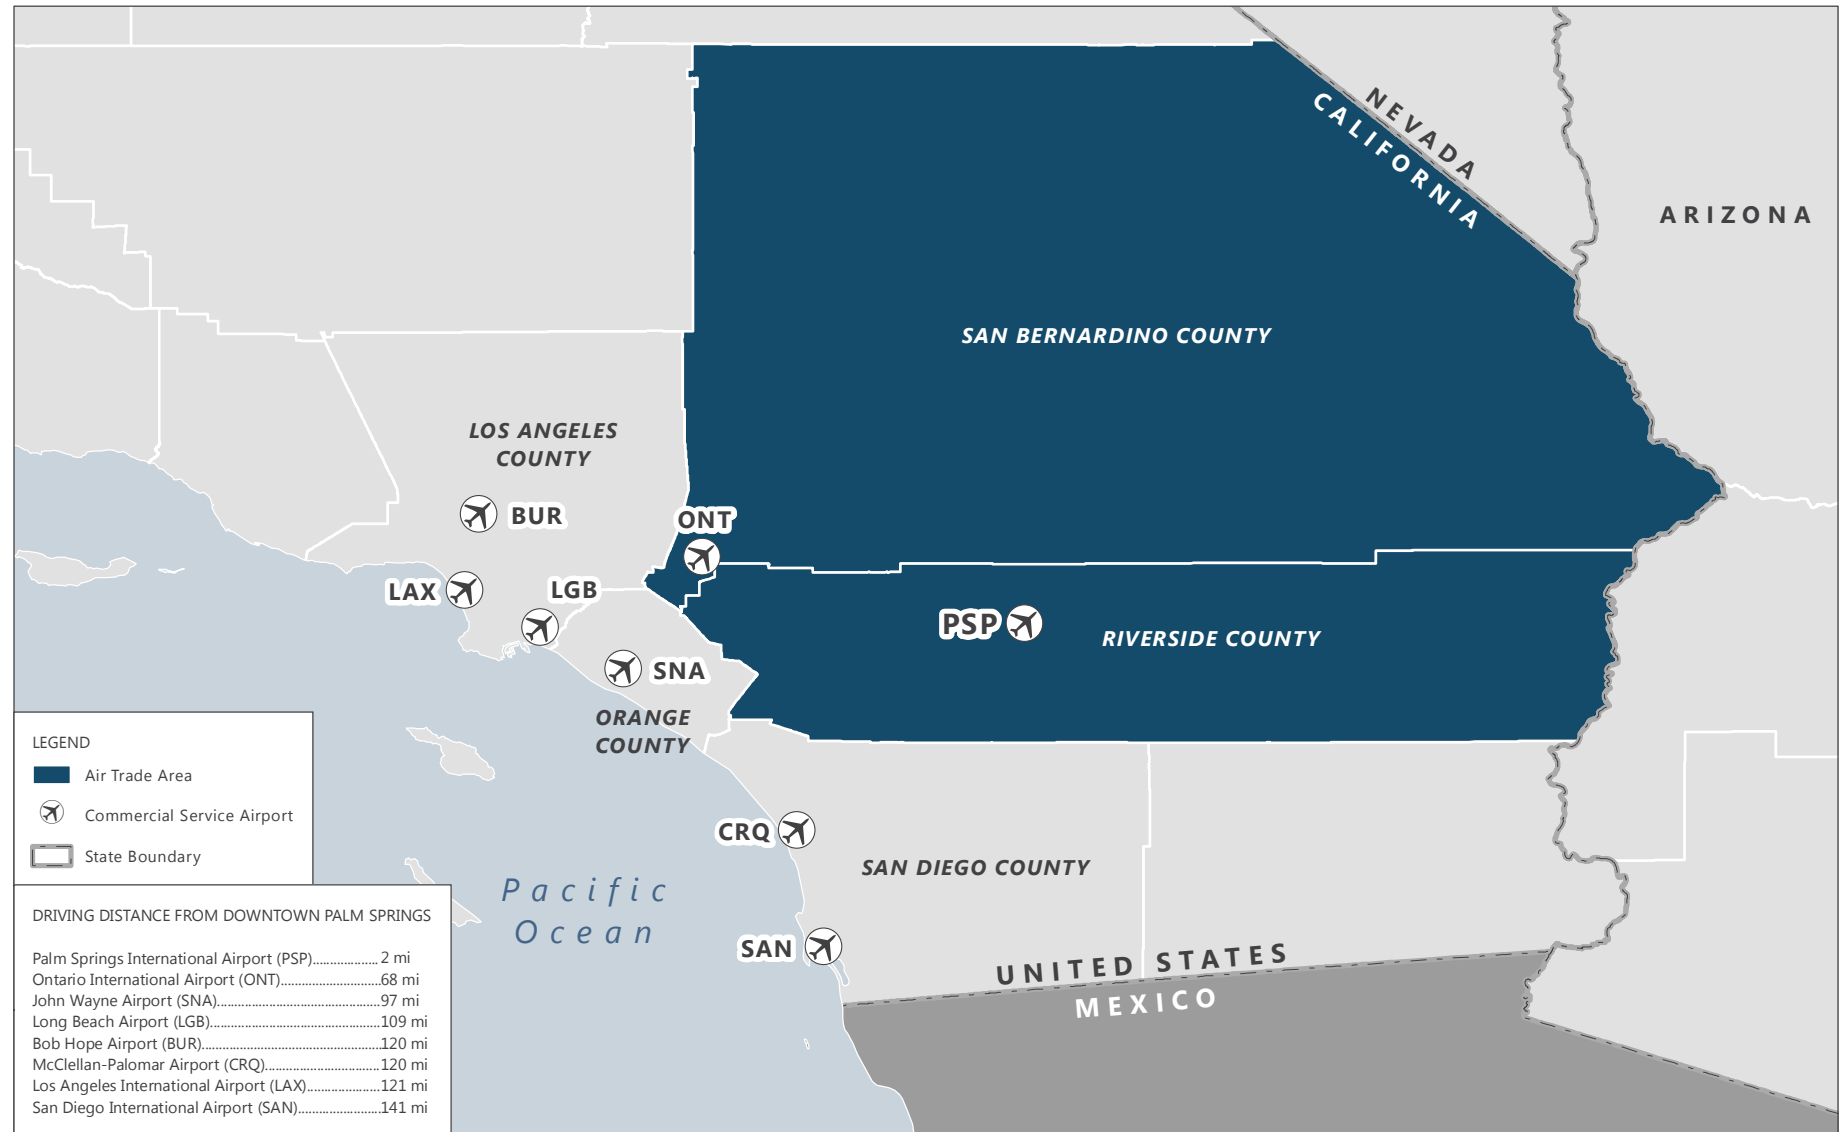 NEVADA
CALIFORNIA
ARIZONA
SAN BERNARDINO COUNTY
LOS ANGELES
COUNTY
BUR
ONT
LAX
LGB
PSP
RIVERSIDE COUNTY
SNA
ORANGE
COUNTY
CRQ
SAN DIEGO COUNTY
Pacific
Ocean
SAN
UNITED STATES
MEXICO
LEGEND
Air Trade Area
Commercial Service Airport
State Boundary
DRIVING DISTANCE FROM DOWNTOWN PALM SPRINGS
Palm Springs International Airport (PSP)................... 2 mi
Ontario International Airport (ONT).............................68 mi
John Wayne Airport (SNA)................................................97 mi
Long Beach Airport (LGB)..................................................109 mi
Bob Hope Airport (BUR)....................................................120 mi
McClellan-Palomar Airport (CRQ).................................120 mi
Los Angeles International Airport (LAX).....................121 mi
San Diego International Airport (SAN)........................141 mi